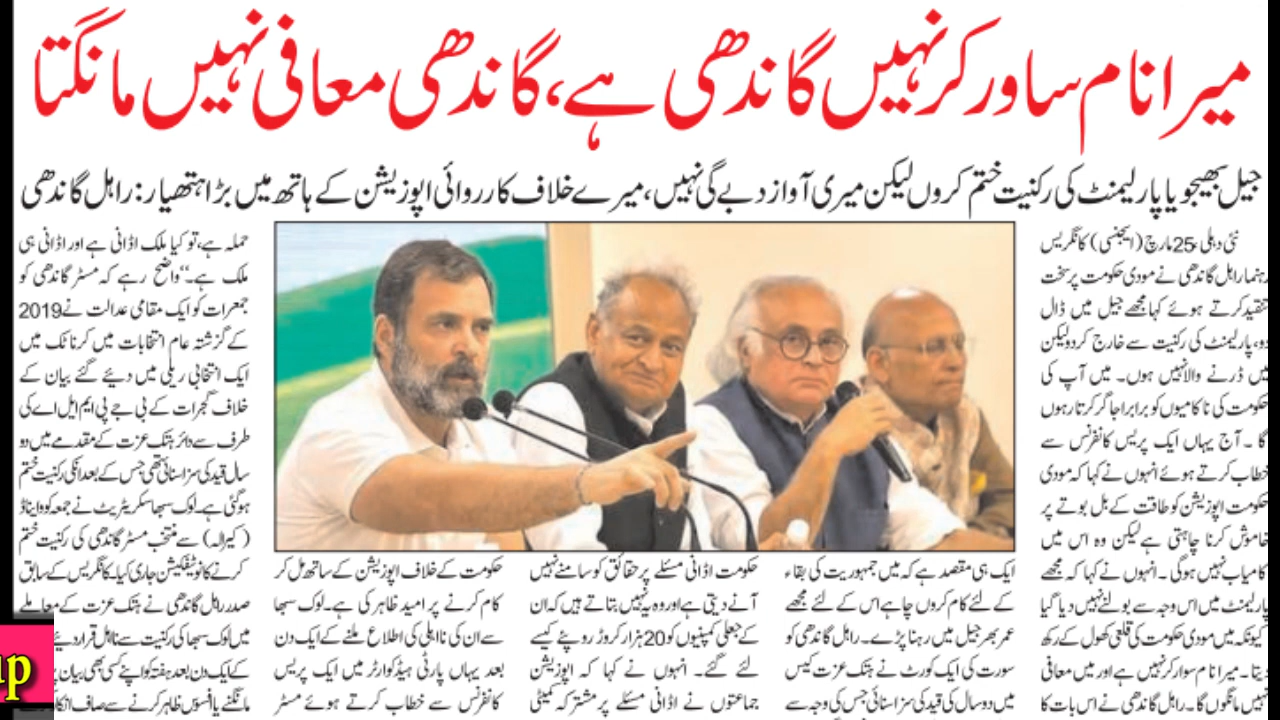 میرا نام ساورکر نہیں گاندھی ہے، گاندھی معافی نہیں مانگتا
جیل بھیجو یا پارلیمنٹ کی رکنیت ختم کروں لیکن میری آواز دبے گی نہیں، میرے خلاف کارروائی اپوزیشن کے ہاتھ میں بڑا ہتھیار: راہل گاندھی
نئی دہلی ،25 مارچ (ایجنسی) کانگریس
رہنما راہل گاندھی نے مودی حکومت پر سخت
تنقید کرتے ہوئے کہا مجھے جیل میں ڈال
دو، پارلیمنٹ کی رکنیت سے خارج کردو لیکن
میں ڈرنے والا نہیں ہوں۔ میں آپ کی
حکومت کی ناکامیوں کو برابر اجاگر کرتا رہوں
گا ۔ آج یہاں ایک پریس کانفرنس سے
خطاب کرتے ہوئے انہوں نے کہا کہ مودی
حکومت اپوزیشن کو طاقت کے بل بوتے پر
خاموش کرنا چاہتی ہے لیکن وہ اس میں
کامیاب نہیں ہوگی ۔ انہوں نے کہا کہ مجھے
پارلیمنٹ میں اس وجہ سے بولنے نہیں دیا گیا
کیونکہ میں مودی حکومت کی قلعی کھول کے رکھ
دیتا۔ میرا نام سوارکر نہیں ہے اور میں معافی
نہیں مانگوں گا۔ راہل گاندھی نے اس بات کا
ایک ہی مقصد ہے کہ میں جمہوریت کی بقاء
کے لئے کام کروں چاہے اس کے لئے مجھے
عمر بھر جیل میں رہنا پڑے۔ راہل گاندھی کو
سورت کی ایک کورٹ نے ہتک عزت کیس
میں دو سال کی قید کی سزا سنائی جس کی وجہ سے
حکومت اڈانی مسئلے پر حقائق کو سامنے نہیں
آنے دیتی ہے اور وہ یہ نہیں بتاتے ہیں کہ ان
کے جعلی کمپنیوں کو 20 ہزار کروڑ روپئے کیسے
لئے گئے۔ انہوں نے کہا کہ اپوزیشن
جماعتوں نے اڈانی مسئلے پر مشترکہ کمیٹی
حکومت کے خلاف اپوزیشن کے ساتھ مل کر
کام کرنے پر امید ظاہر کی ہے۔ لوک سبھا
سے ان کی نااہلی کی اطلاع ملنے کے ایک دن
بعد یہاں پارٹی ہیڈکوارٹر میں ایک پریس
کانفرنس سے خطاب کرتے ہوئے مسٹر
حملہ ہے، تو کیا ملک اڈانی ہے اور اڈانی ہی
ملک ہے۔‘‘ واضح رہے کہ مسٹر گاندھی کو
جمعرات کو ایک مقامی عدالت نے 2019
کے گزشتہ عام انتخابات میں کرناٹک میں
ایک انتخابی ریلی میں دیئے گئے بیان کے
خلاف گجرات کے بی جے پی ایم ایل اے کی
طرف سے دائر ہتک عزت کے مقدمے میں دو
سال قید کی سزا سنائی تھی جس کے بعد انکی رکنیت ختم
ہوگئی ہے۔ لوک سبھا سکریٹریٹ نے جمعہ کو وایناڈ
( کیرالہ) سے منتخب مسٹر گاندھی کی رکنیت ختم
کرنے کا نوٹیفکیشن جاری کیا۔ کانگریس کے سابق
صدر راہل گاندھی نے ہتک عزت کے معاملے
میں لوک سبھا کی رکنیت سے نااہل قرار دیئے
کے ایک دن بعد ہفتہ کو اپنے کسی بھی بیان
مانگنے یا افسوس ظاہر کرنے سے صاف انکا